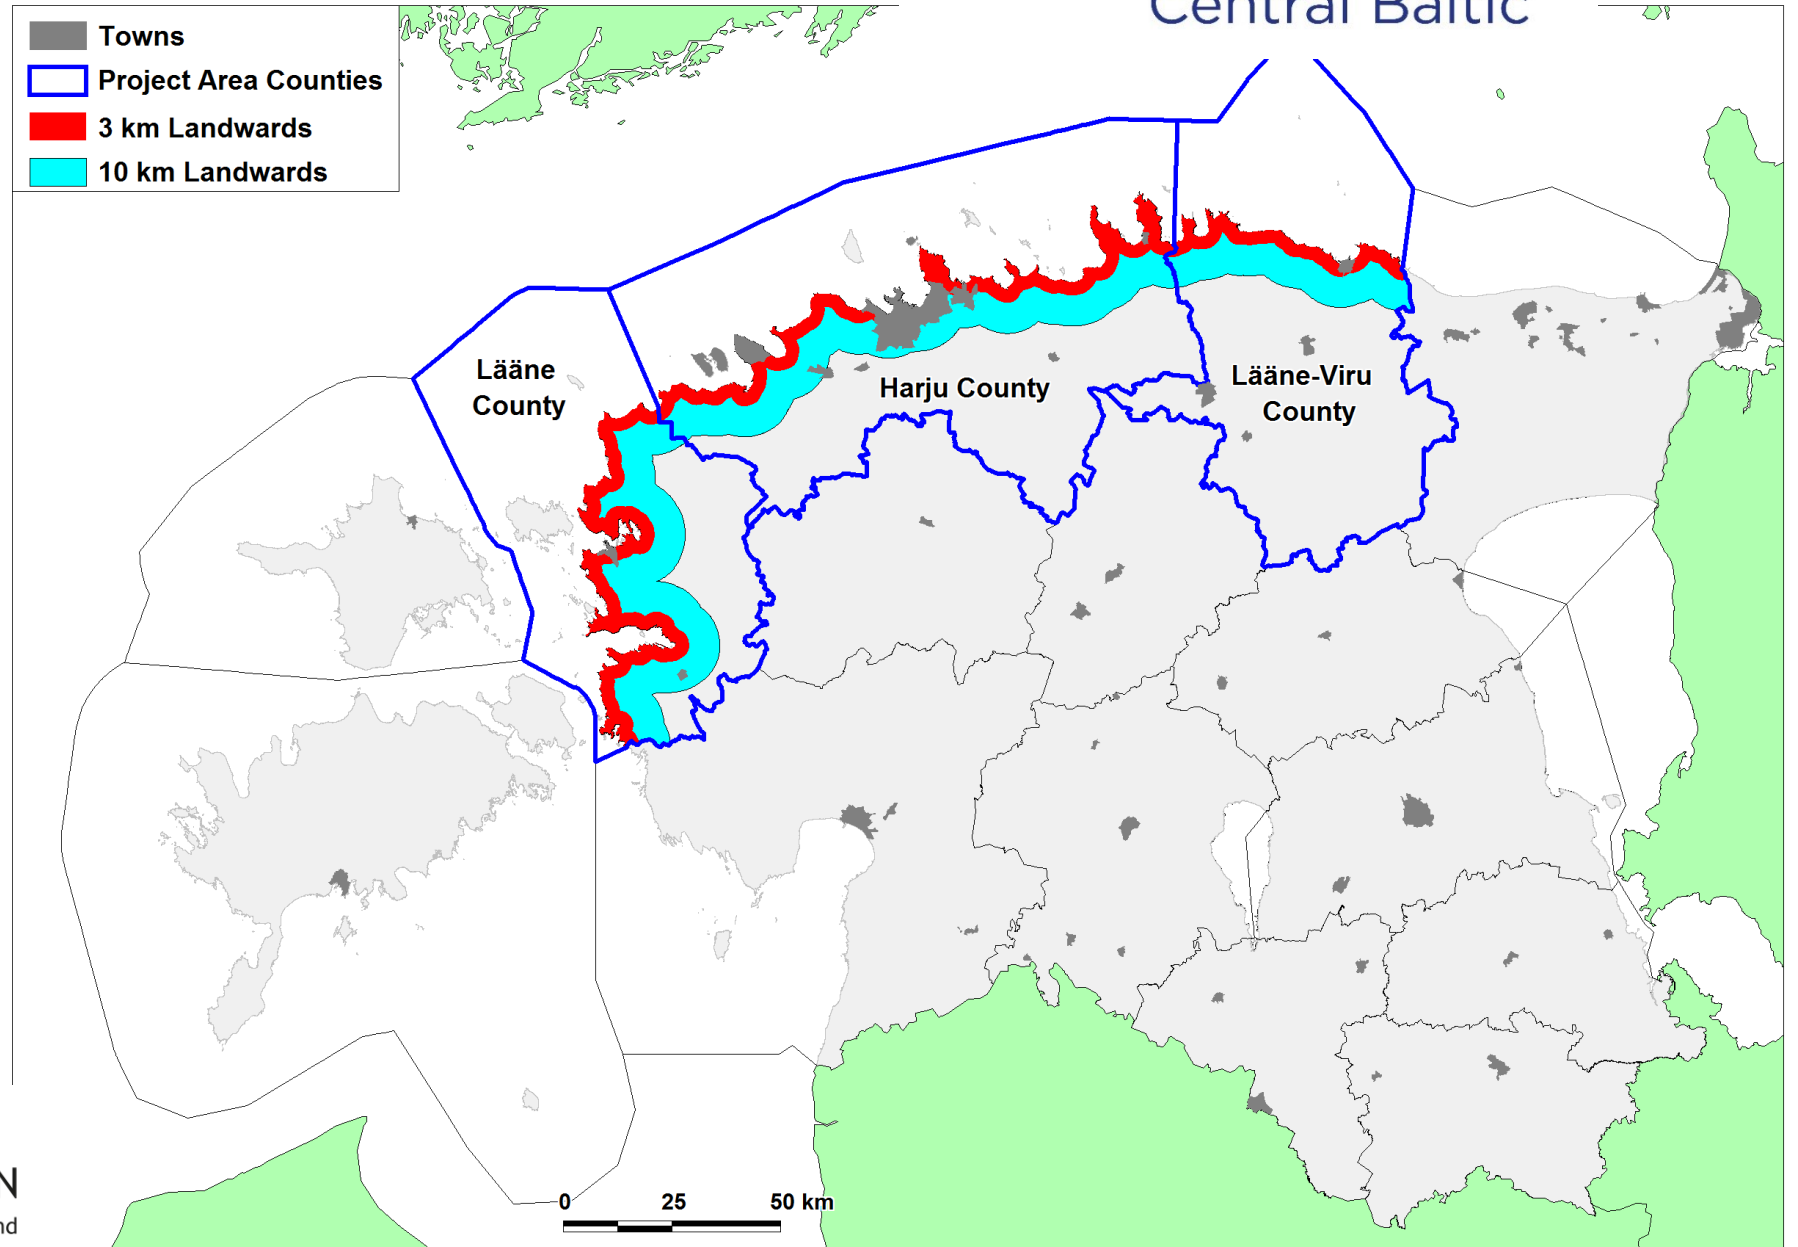 Central Baltic
Towns
Project Area Counties
3 km Landwards
10 km Landwards
Lääne
County
Harju County
Lääne-Viru
County
0 25 50 km
N
nd